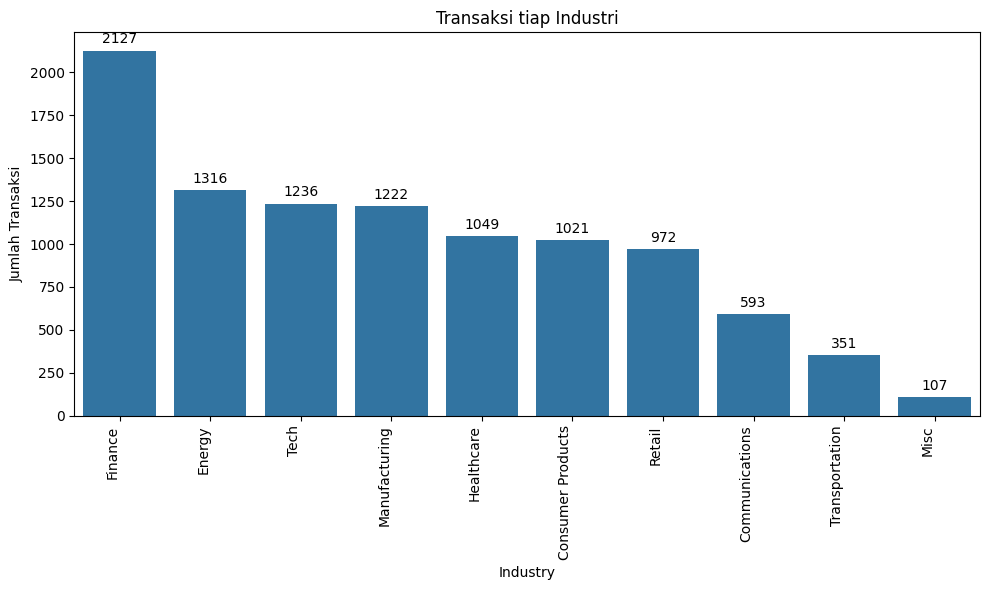 Transaksi tiap Industri
Jumlah Transaksi
2000
1750
1500
1250
1000
750
500
250
0
2127
1316
1236
1222
1049
1021
972
593
351
107
Finance
Energy
Tech
Manufacturing
Healthcare
Consumer Products
Retail
Communications
Transportation
Misc
Industry